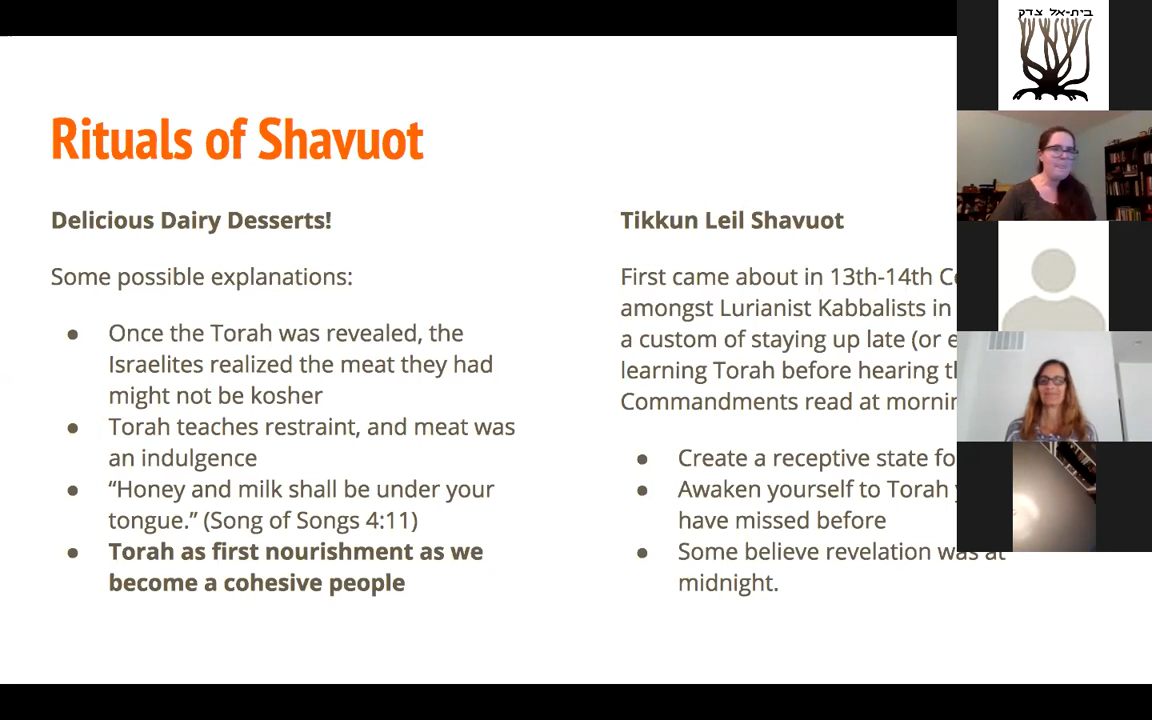 בית-אל צדק
Rituals of Shavuot
Delicious Dairy Desserts!
Some possible explanations:
● Once the Torah was revealed, the
Israelites realized the meat they had
might not be kosher
● Torah teaches restraint, and meat was
an indulgence
● “Honey and milk shall be under your
tongue.” (Song of Songs 4:11)
● Torah as first nourishment as we
become a cohesive people
Tikkun Leil Shavuot
First came about in 13th-14th
amongst Lurianist Kabbalists in
a custom of staying up late (or
learning Torah before hearing
Commandments read at
● Create a receptive state
● Awaken yourself to Torah
have missed before
● Some believe revelation was at
midnight.